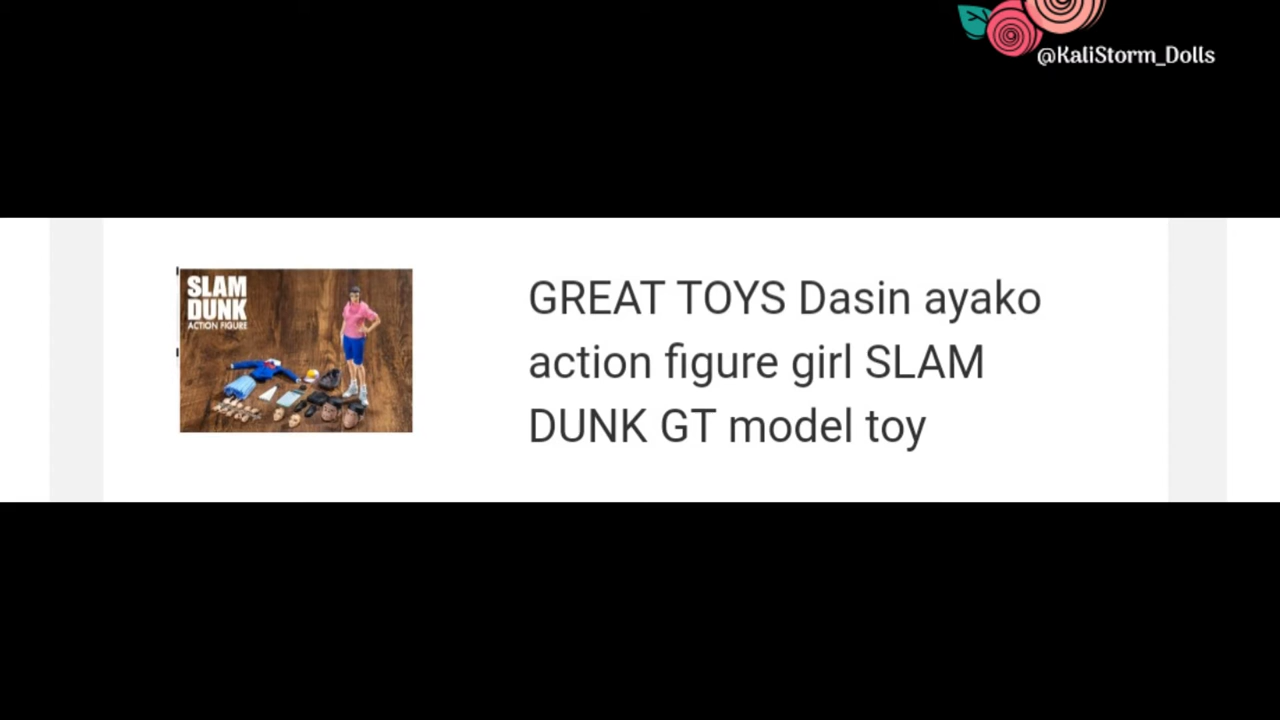 @KaliStorm_Dolls
SLAM
DUNK
ACTION FIGURE
GREAT TOYS Dasin ayako
action figure girl SLAM
DUNK GT model toy